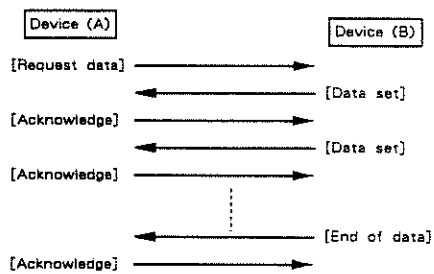 Device (A)
Device (B)
[Request data]
[Data set]
[Acknowledge]
[Data set]
[Acknowledge]
[End of data]
[Acknowledge]